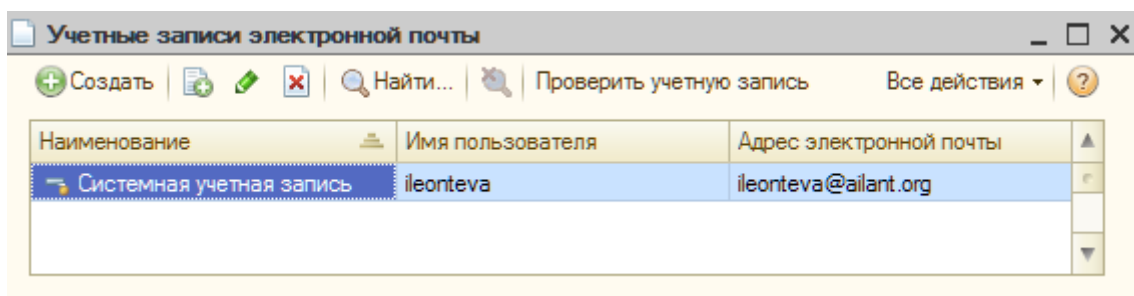 Учетные записи электронной почты
Создать Найти... Проверить учетную запись Все действия
Наименование Имя пользователя Адрес электронной почты
Системная учетная запись ileonteva ileonteva@ailant.org